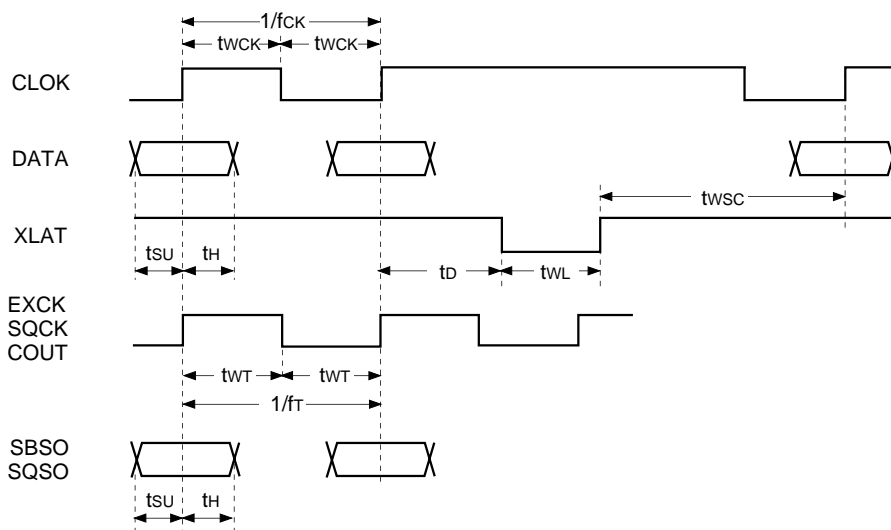 1/fCK
tWCK tWCK
CLOK
DATA
tWSC
XLAT
tSU tH tD tWL
EXCK
SQCK
COUT
tWT tWT
1/fT
SBSO
SQSO
tSU tH